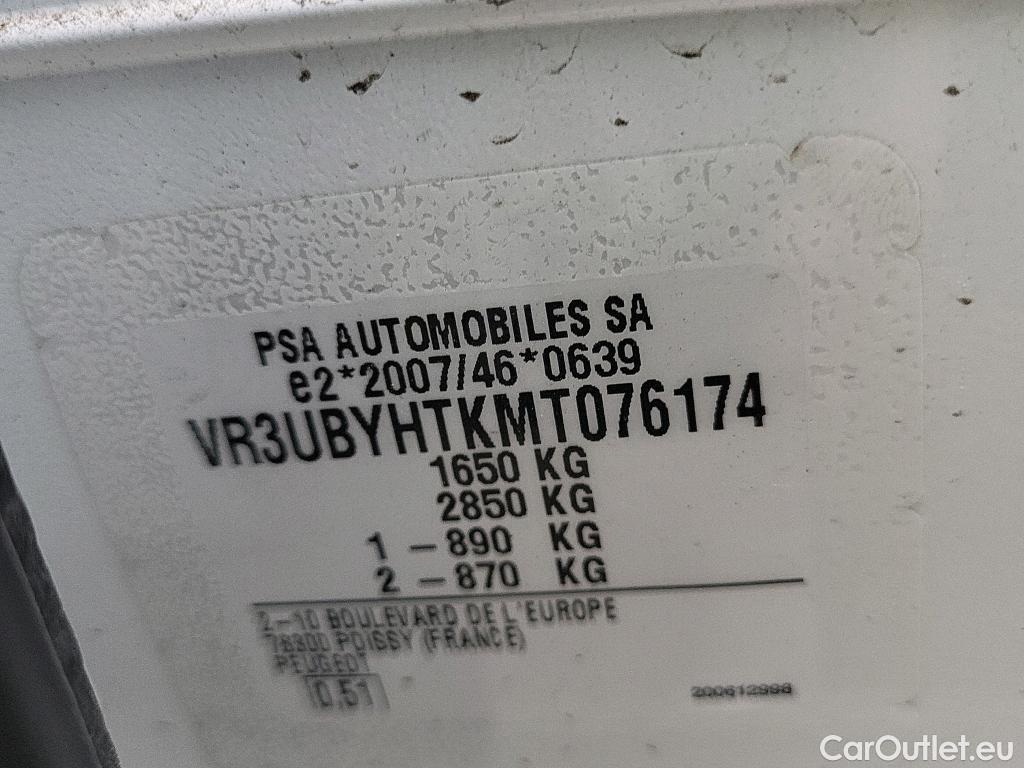 PSA AUTOMOBILES SA
e2*2007/46*0639
VR3UBYHTKMT076174
1650 KG
2850 KG
1 – 890 KG
2 – 870 KG
2–10 BOULEVARD DE L'EUROPE
78300 POISSY (FRANCE)
PEUGEOT
0,51
200612998
CarOutlet.eu